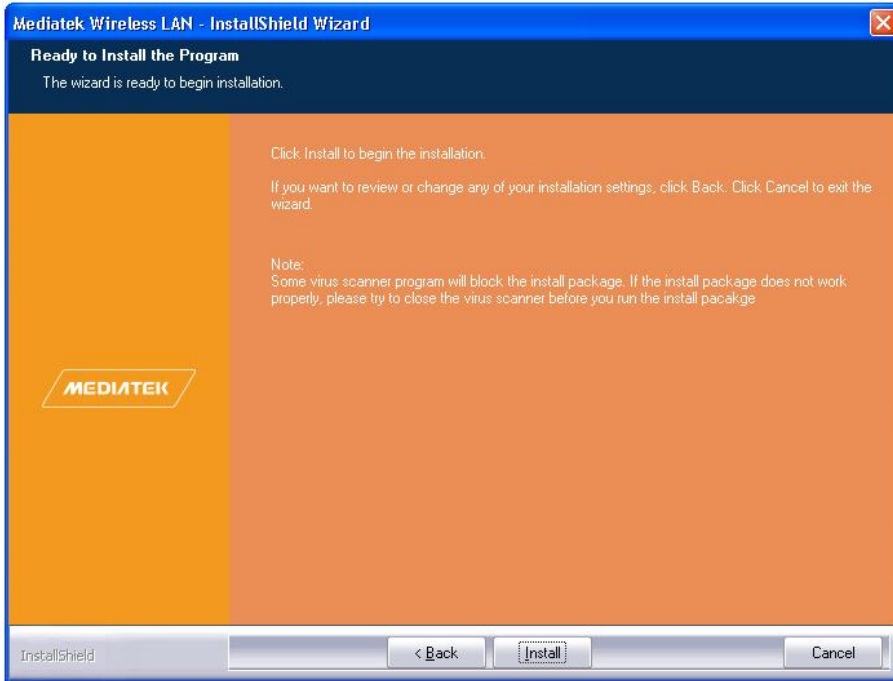 Mediatek Wireless LAN - InstallShield Wizard
Ready to Install the Program
The wizard is ready to begin installation.
Click Install to begin the installation.
If you want to review or change any of your installation settings, click Back. Click Cancel to exit the
wizard.
Note:
Some virus scanner program will block the install package. If the install package does not work
properly, please try to close the virus scanner before you run the install pacakge
MEDIATEK
InstallShield
< Back
Install
Cancel